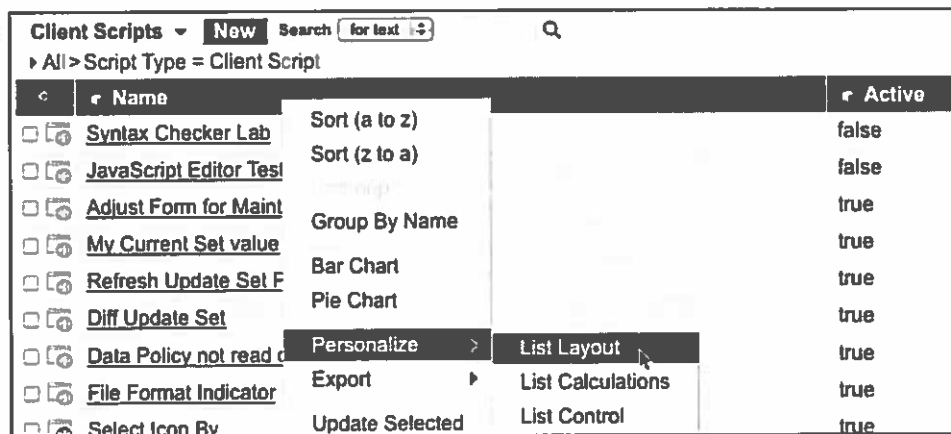 Client Scripts New Search for text
All > Script Type = Client Script
Name Active
Syntax Checker Lab false
JavaScript Editor Test false
Adjust Form for Maint true
My Current Set value true
Refresh Update Set true
Diff Update Set true
Data Policy not read true
File Format Indicator true
Select Icon By true
Sort (a to z)
Sort (z to a)
Group By Name
Bar Chart
Pie Chart
Personalize >
Export
Update Selected
List Layout
List Calculations
List Control